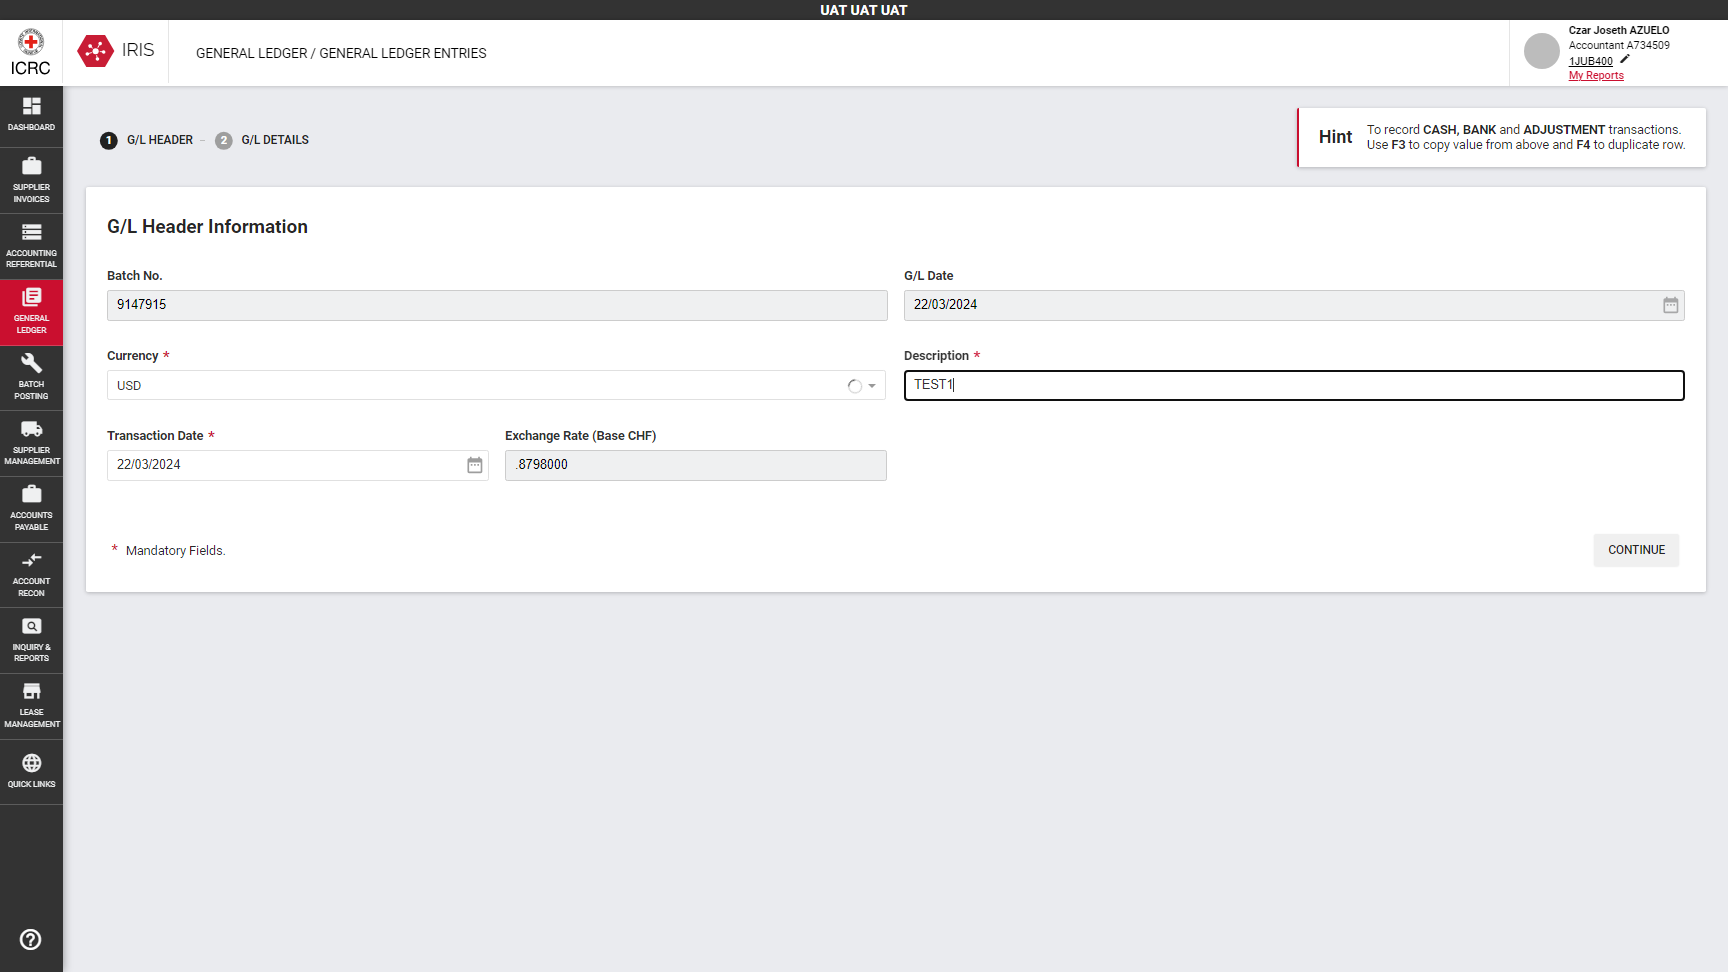 UAT UAT UAT
ICRC
IRIS
GENERAL LEDGER / GENERAL LEDGER ENTRIES
Czar Joseth AZUELO
Accountant A734509
1JUB400
My Reports
DASHBOARD
SUPPLIER
INVOICES
ACCOUNTING
REFERENTIAL
GENERAL
LEDGER
BATCH
POSTING
SUPPLIER
MANAGEMENT
ACCOUNTS
PAYABLE
ACCOUNT
RECON
INQUIRY &
REPORTS
LEASE
MANAGEMENT
QUICK LINKS
1 G/L HEADER – 2 G/L DETAILS
Hint
To record CASH, BANK and ADJUSTMENT transactions.
Use F3 to copy value from above and F4 to duplicate row.
G/L Header Information
Batch No.
9147915
G/L Date
22/03/2024
Currency *
USD
Description *
TEST1
Transaction Date *
22/03/2024
Exchange Rate (Base CHF)
.8798000
* Mandatory Fields.
CONTINUE